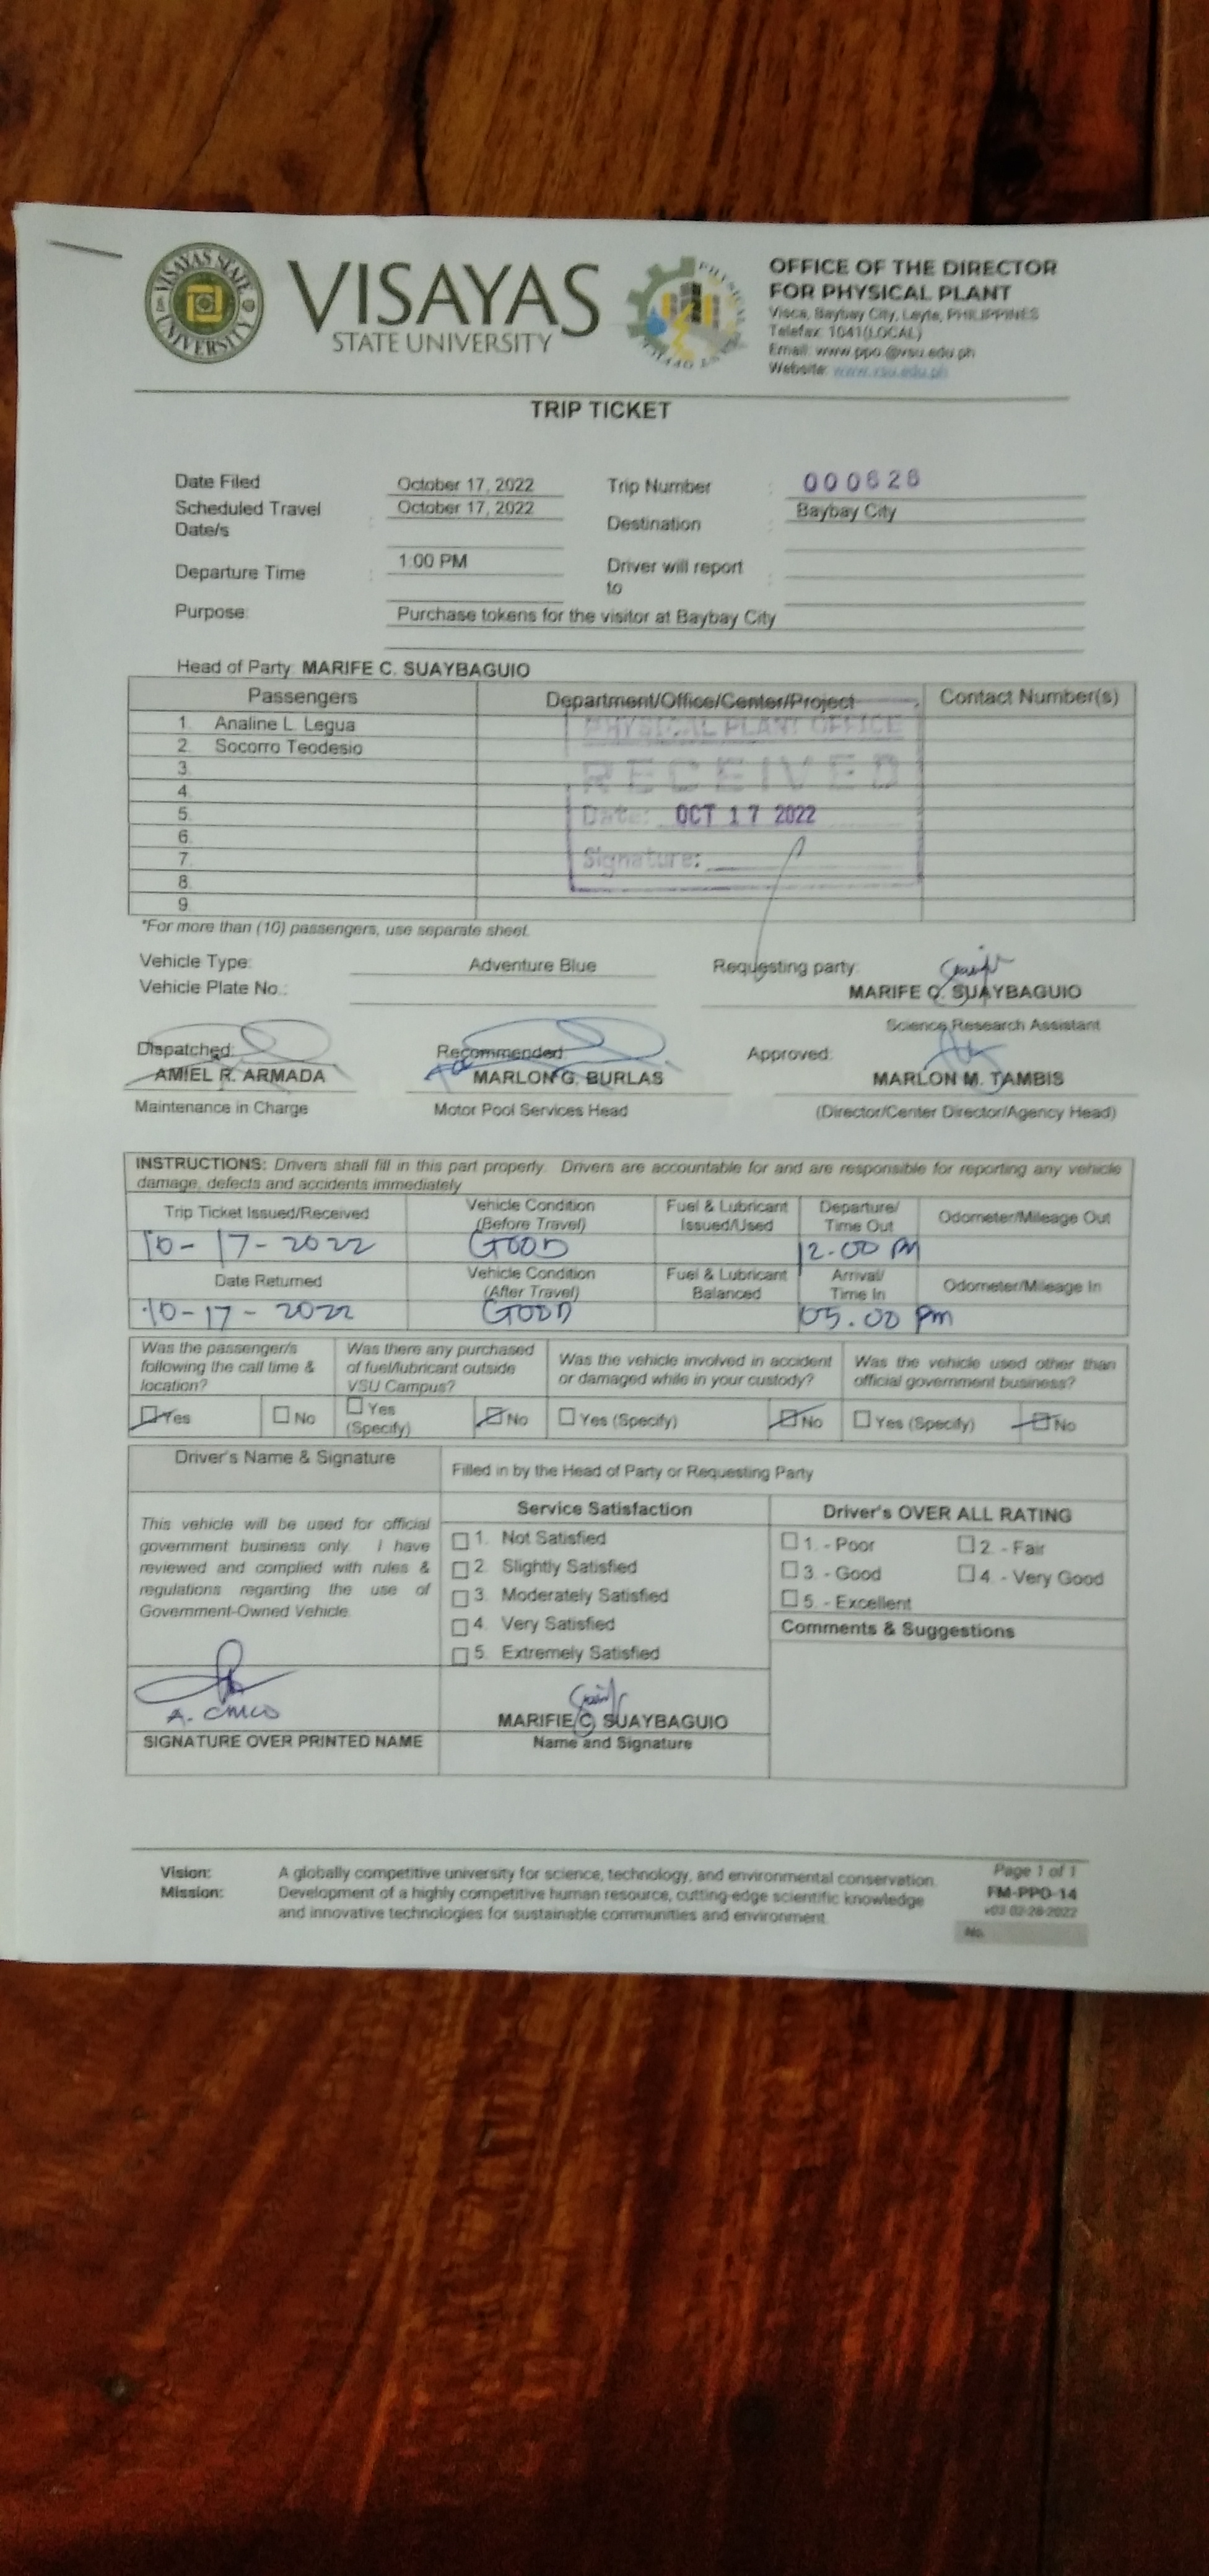 VISAYAS STATE UNIVERSITY
VISAYAS
STATE UNIVERSITY
OFFICE OF THE DIRECTOR
FOR PHYSICAL PLANT
Visca, Baybay City, Leyte, PHILIPPINES
Telefax: 1041(LOCAL)
Email: www.ppo.@vsu.edu.ph
Website: www.vsu.edu.ph
TRIP TICKET
Date Filed October 17, 2022 Trip Number : 000628
Scheduled Travel Date/s : October 17, 2022 Destination Baybay City
Departure Time : 1:00 PM Driver will report to :
Purpose: Purchase tokens for the visitor at Baybay City
Head of Party: MARIFE C. SUAYBAGUIO
Passengers Department/Office/Center/Project Contact Number(s)
1. Analine L. Legua
2. Socorro Teodesio
3.
4.
5.
6.
7.
8.
9.
PHYSICAL PLANT OFFICE
RECEIVED
Date: OCT 17 2022
Signature:
*For more than (10) passengers, use separate sheet.
Vehicle Type: Adventure Blue Requesting party:
Vehicle Plate No.: MARIFE C. SUAYBAGUIO
Science Research Assistant
Dispatched: Recommended: Approved:
AMIEL R. ARMADA MARLON G. BURLAS MARLON M. TAMBIS
Maintenance in Charge Motor Pool Services Head (Director/Center Director/Agency Head)
INSTRUCTIONS: Drivers shall fill in this part properly. Drivers are accountable for and are responsible for reporting any vehicle
damage, defects and accidents immediately
Trip Ticket Issued/Received Vehicle Condition (Before Travel) Fuel & Lubricant Issued/Used Departure/ Time Out Odometer/Mileage Out
10-17-2022 GOOD 12.00 PM
Date Returned Vehicle Condition (After Travel) Fuel & Lubricant Balanced Arrival/ Time In Odometer/Mileage In
10-17-2022 GOOD 05.00 pm
Was the passenger/s following the call time & location? Was there any purchased of fuel/lubricant outside VSU Campus? Was the vehicle involved in accident or damaged while in your custody? Was the vehicle used other than official government business?
Yes No Yes (Specify) No Yes (Specify) No Yes (Specify) No
Driver's Name & Signature Filled in by the Head of Party or Requesting Party
Service Satisfaction Driver's OVER ALL RATING
This vehicle will be used for official
government business only. I have
reviewed and complied with rules &
regulations regarding the use of
Government-Owned Vehicle.
1. Not Satisfied
2. Slightly Satisfied
3. Moderately Satisfied
4. Very Satisfied
5. Extremely Satisfied
1. - Poor 2. - Fair
3. - Good 4. - Very Good
5. - Excellent
Comments & Suggestions
MARIFIE C. SUAYBAGUIO
SIGNATURE OVER PRINTED NAME Name and Signature
Vision: A globally competitive university for science, technology, and environmental conservation.
Mission: Development of a highly competitive human resource, cutting-edge scientific knowledge
and innovative technologies for sustainable communities and environment.
Page 1 of 1
FM-PPO-14
v03 02-28-2022
No.